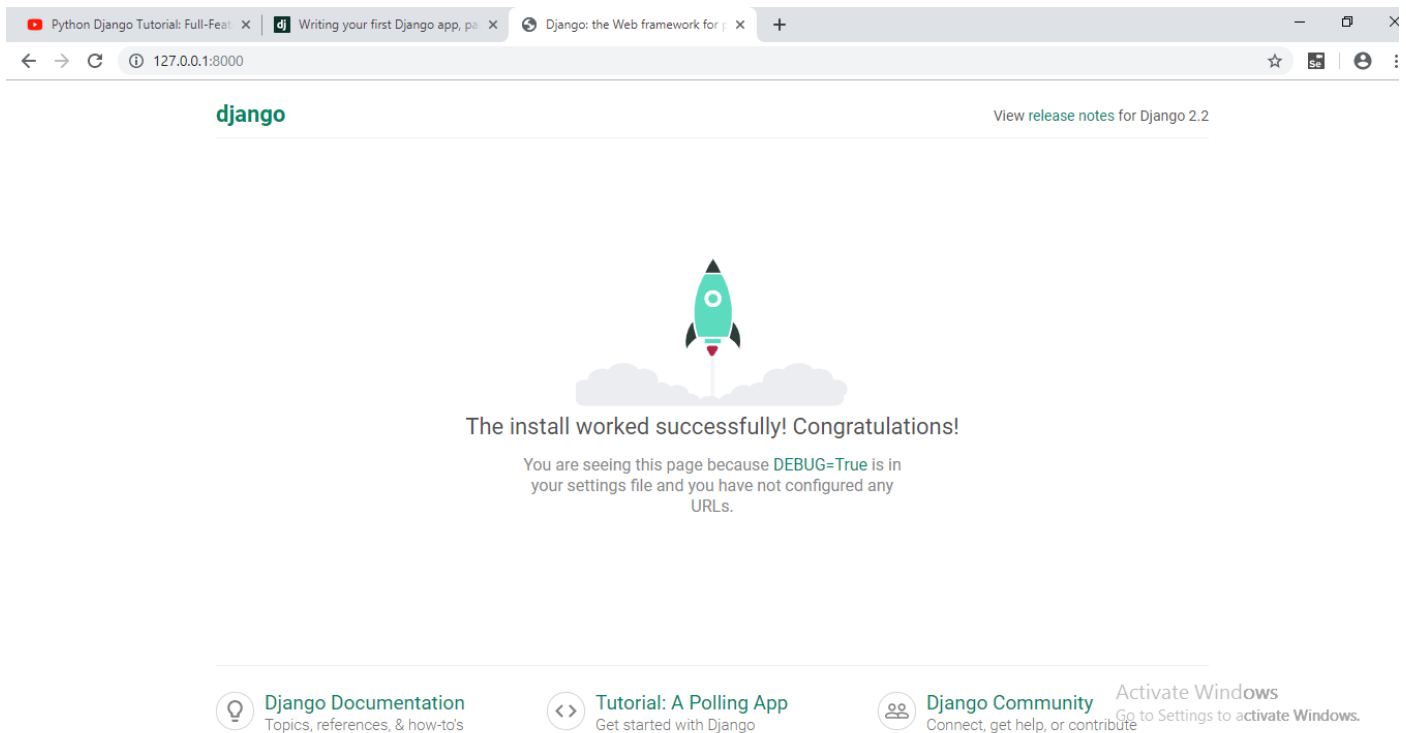 Python Django Tutorial: Full-Feat
Writing your first Django app, pa
Django: the Web framework for p
127.0.0.1:8000
Se
django
View release notes for Django 2.2
The install worked successfully! Congratulations!
You are seeing this page because DEBUG=True is in
your settings file and you have not configured any
URLs.
Django Documentation
Topics, references, & how-to's
Tutorial: A Polling App
Get started with Django
Django Community
Connect, get help, or contribute
Activate Windows
Go to Settings to activate Windows.